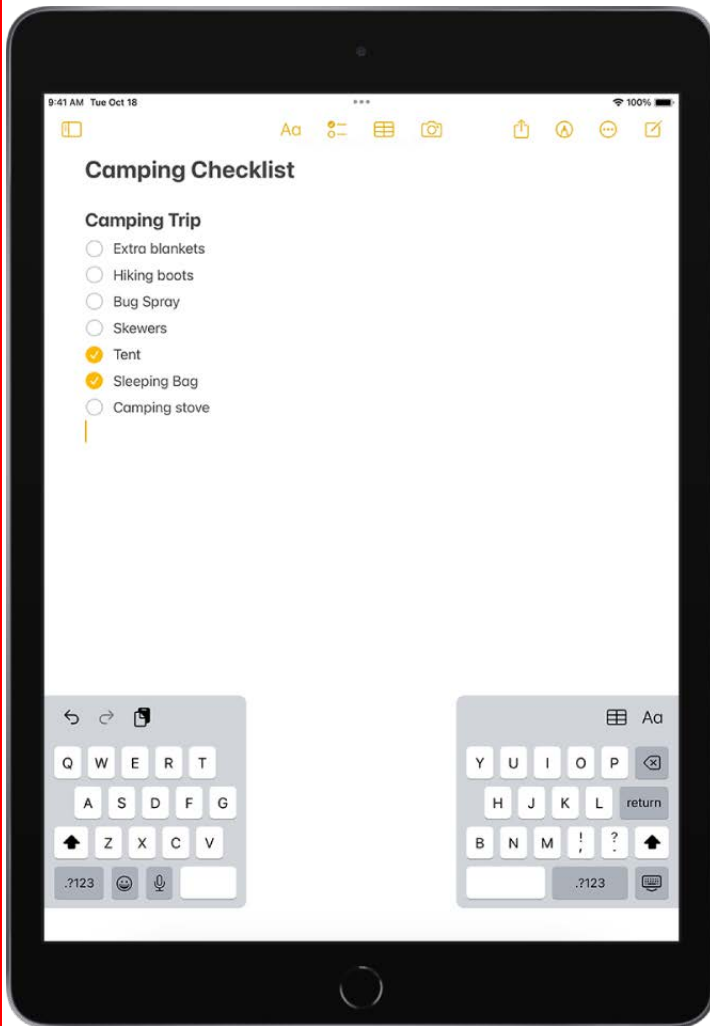 9:41 AM Tue Oct 18
100%
Aa
Camping Checklist
Camping Trip
Extra blankets
Hiking boots
Bug Spray
Skewers
Tent
Sleeping Bag
Camping stove
Aa
Q W E R T
Y U I O P
A S D F G
H J K L return
Z X C V
B N M ! , ? .
.?123
.?123